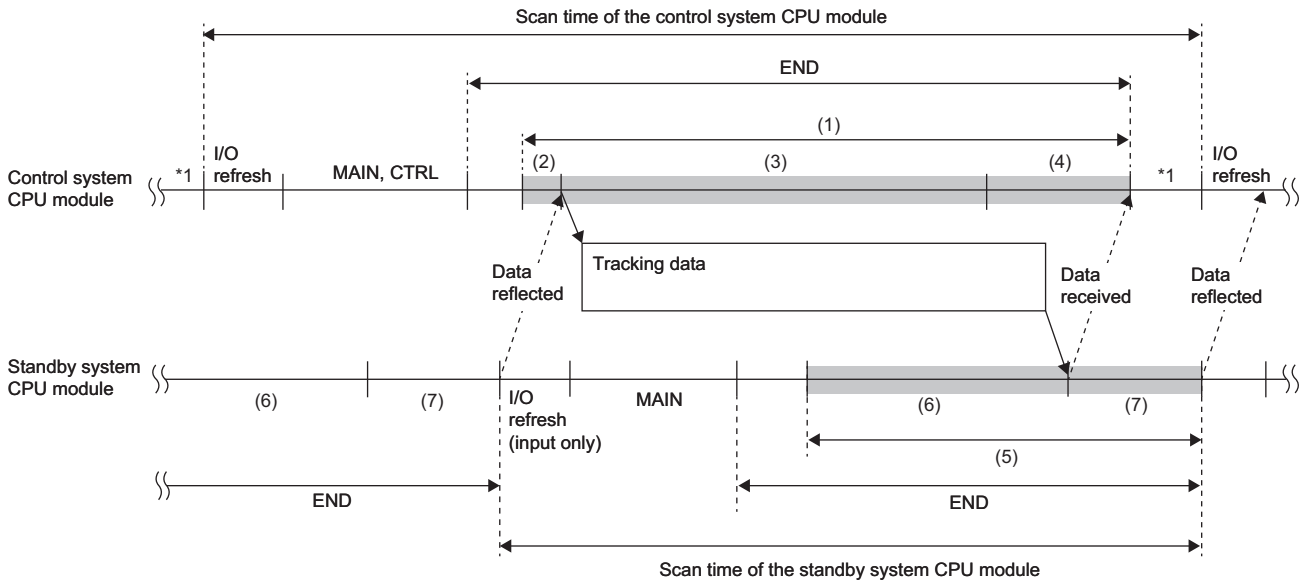 Scan time of the control system CPU module
END
(1)
Control system
CPU module
*1
I/O
refresh
MAIN, CTRL
(2)
(3)
(4)
*1
I/O
refresh
Data
reflected
Tracking data
Data
received
Data
reflected
Standby system
CPU module
(6)
(7)
I/O
refresh
(input only)
MAIN
(6)
(7)
(5)
END
END
Scan time of the standby system CPU module